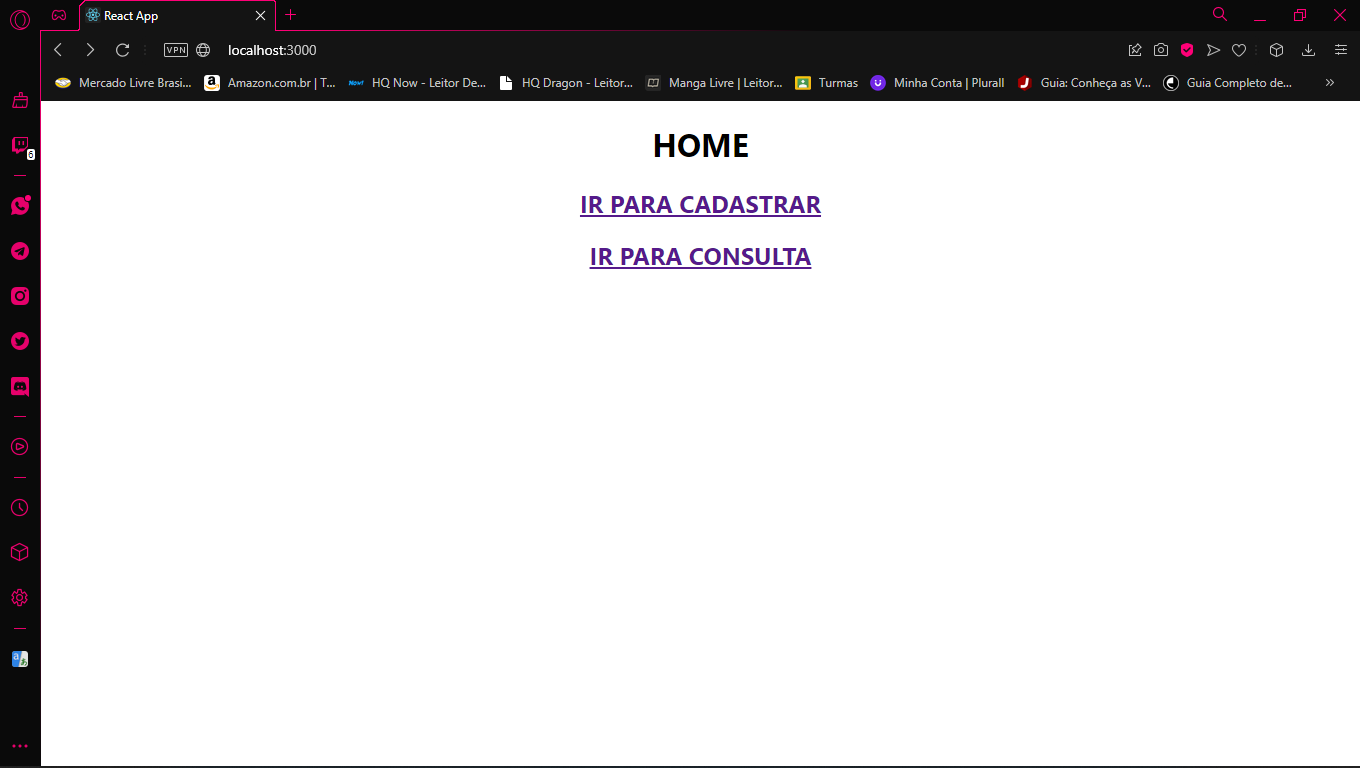 React App
VPN
localhost:3000
Mercado Livre Brasi...
a Amazon.com.br | T...
Now! HQ Now - Leitor De...
HQ Dragon - Leitor...
Manga Livre | Leitor...
Turmas
Minha Conta | Plurall
J Guia: Conheça as V...
Guia Completo de...
6
HOME
IR PARA CADASTRAR
IR PARA CONSULTA